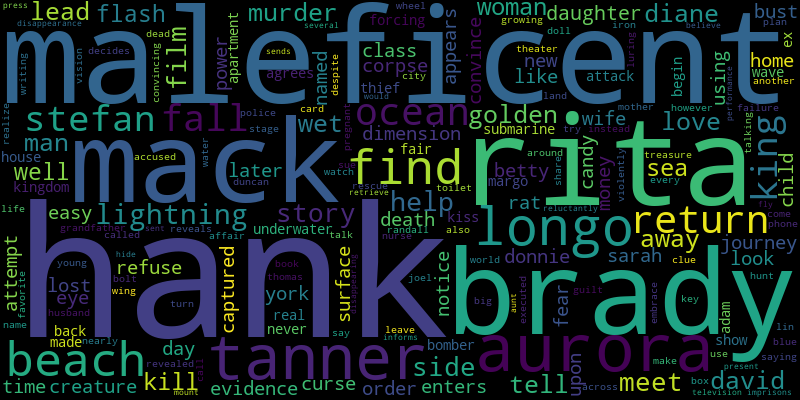 press disappearance several wheel growing iron
lead flash murder woman daughter diane bust
maleficent
writing vision dead decides convincing film power apartment sends theater forcing class named agrees despite corpse appears convince doll luring believe plan ex
new like attack using home wave another
stefan fall thief city would card ocean golden love king
realize man police stage wet dimension submarine wife mother however performance failure
mack find rita
house accused water pregnant fair try land instead talking
well later watch toilet betty around candy money sea treasure child
kingdom duncan rescue retrieve margo shared violently every
life easy lightning story help rat longo return fly come phone
grandfather called sent reveals affair underwater talk death kiss also
hank randall nurse donnie sarah away journey
attempt favorite young hide refuse captured york surface disappearing book notice world clue look
lost eye wing bolt thomas real joel fear reluctantly hunt
name husband turn never say leave informs brady
back nearly bomber big aunt executed guilt key adam lin
made day evidence side aurora embrace show blue
beach tanner upon make use saying
time creature kill revealed call curse order enters tell meet box david present
mount across television imprisons